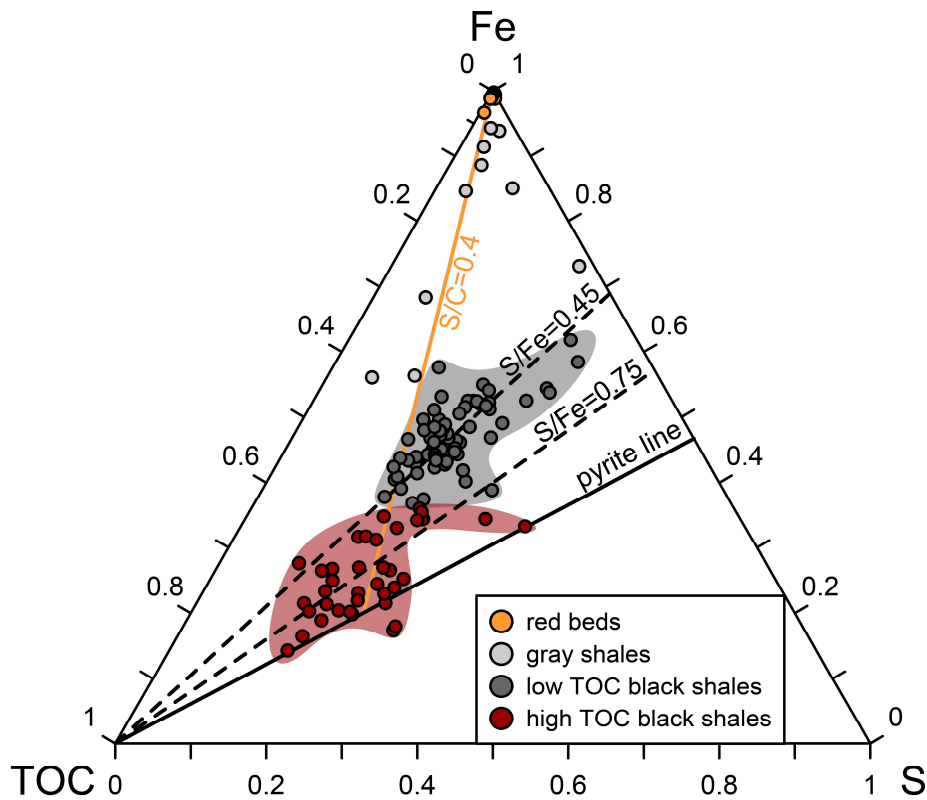 Fe
0 1
0.2 0.8
S/C=0.4
0.4 0.6
S/Fe=0.45
S/Fe=0.75
pyrite line
0.6 0.4
0.8 0.2
red beds
gray shales
low TOC black shales
high TOC black shales
1 0
TOC 0 0.2 0.4 0.6 0.8 1 S